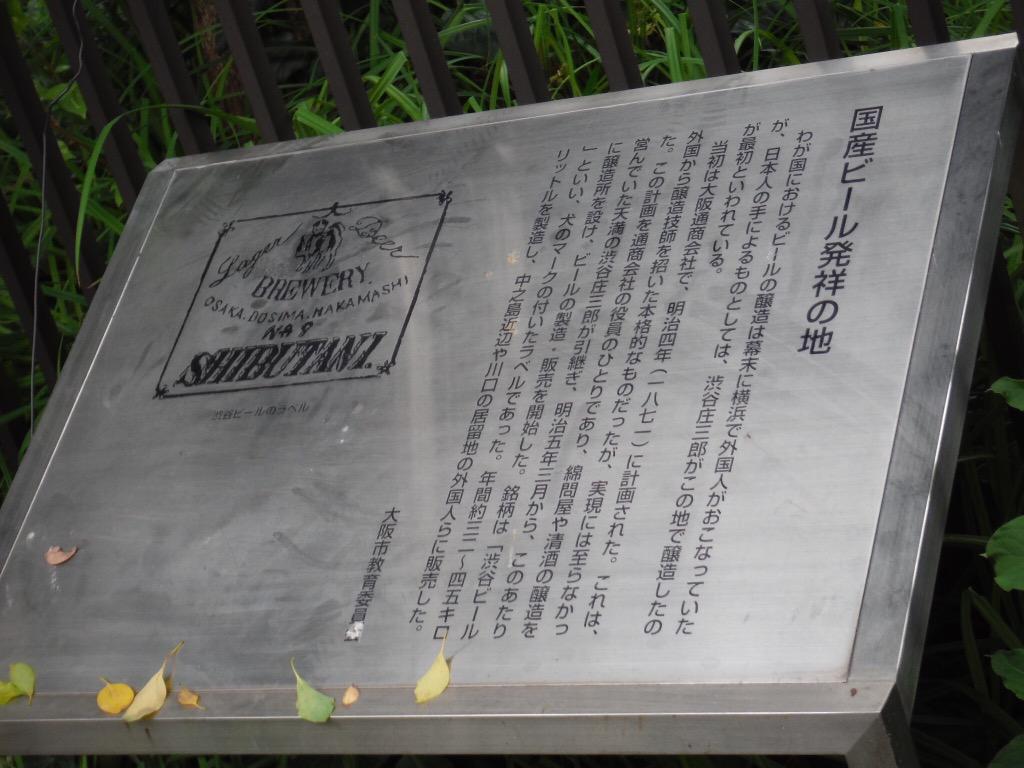 国産ビール発祥の地
わが国におけるビールの醸造は幕末に横浜で外国人がおこなっていた
が、日本人の手によるものとしては、渋谷庄三郎がこの地で醸造したの
が最初といわれている。
当初は大阪通商会社で、明治四年（一八七一）に計画された。これは、
外国から醸造技師を招いた本格的なものだったが、実現には至らなかっ
た。この計画を通商会社の役員のひとりであり、綿問屋や清酒の醸造を
営んでいた天満の渋谷庄三郎が引継ぎ、明治五年三月から、このあたり
に醸造所を設け、ビールの製造・販売を開始した。銘柄は「渋谷ビール
」といい、犬のマークの付いたラベルであった。年間約三二〜四五キロ
リットルを製造し、中之島近辺や川口の居留地の外国人らに販売した。
大阪市教育委員
Lager Beer
BREWERY.
OSAKA.DOSIMA.NAKAMASHI
SHIBUTANI.
渋谷ビールのラベル